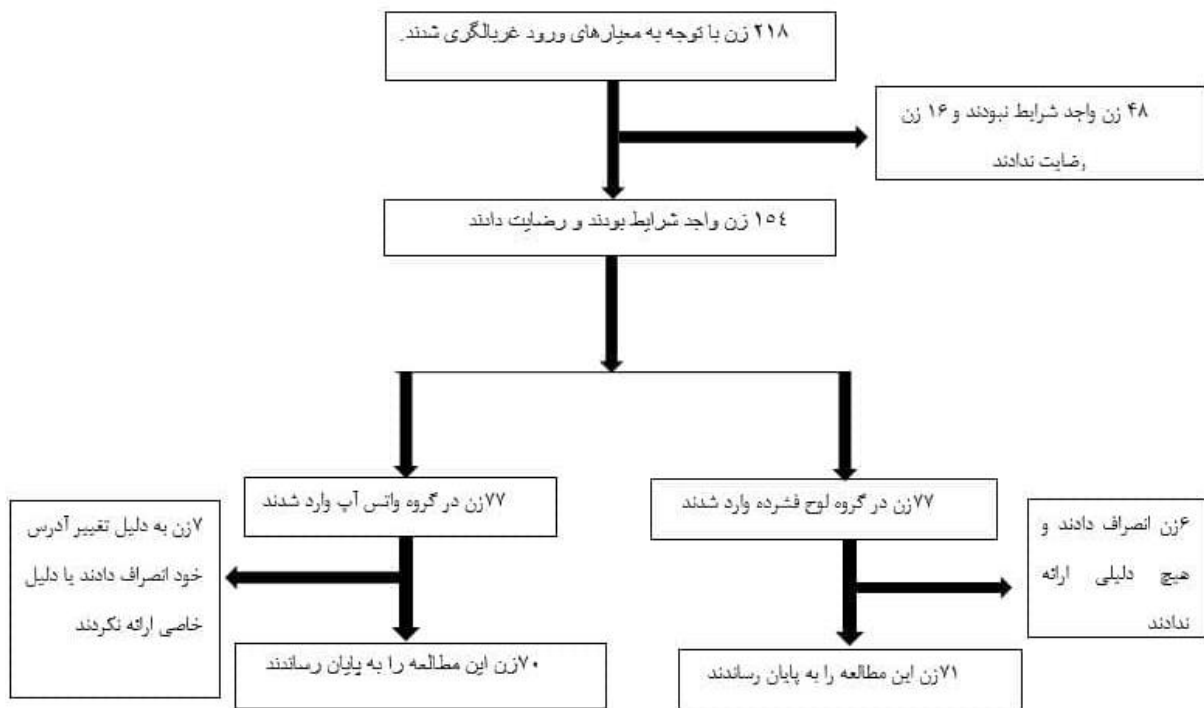 ۲۱۸ زن با توجه به معیارهای ورود غربالگری شدند.
۴۸ زن واجد شرایط نبودند و ۱۶ زن
رضایت ندادند
۱٥٤ زن واجد شرایط بودند و رضایت دادند
۷۷زن در گروه لوح فشرده وارد شدند
۷۷زن در گروه واتس آپ وارد شدند
۶زن انصراف دادند و
هیچ دلیلی ارائه
ندادند
۷زن به دلیل تغییر آدرس
خود انصراف دادند یا دلیل
خاصی ارائه نکردند
۷۱زن این مطالعه را به پایان رساندند
۷۰زن این مطالعه را به پایان رساندند